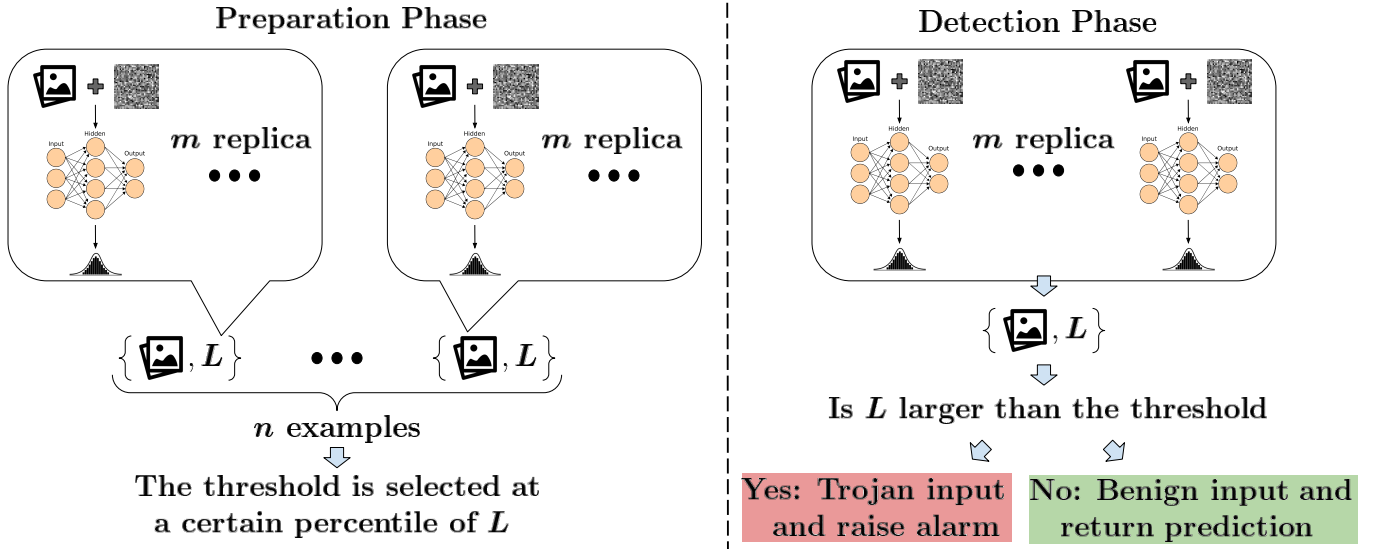 Preparation Phase
Input
Hidden
Output
m replica
Input
Hidden
Output
m replica
{ , L }
{ , L }
n examples
The threshold is selected at
a certain percentile of L
Detection Phase
Input
Hidden
Output
m replica
Input
Hidden
Output
{ , L }
Is L larger than the threshold
Yes: Trojan input
and raise alarm
No: Benign input and
return prediction